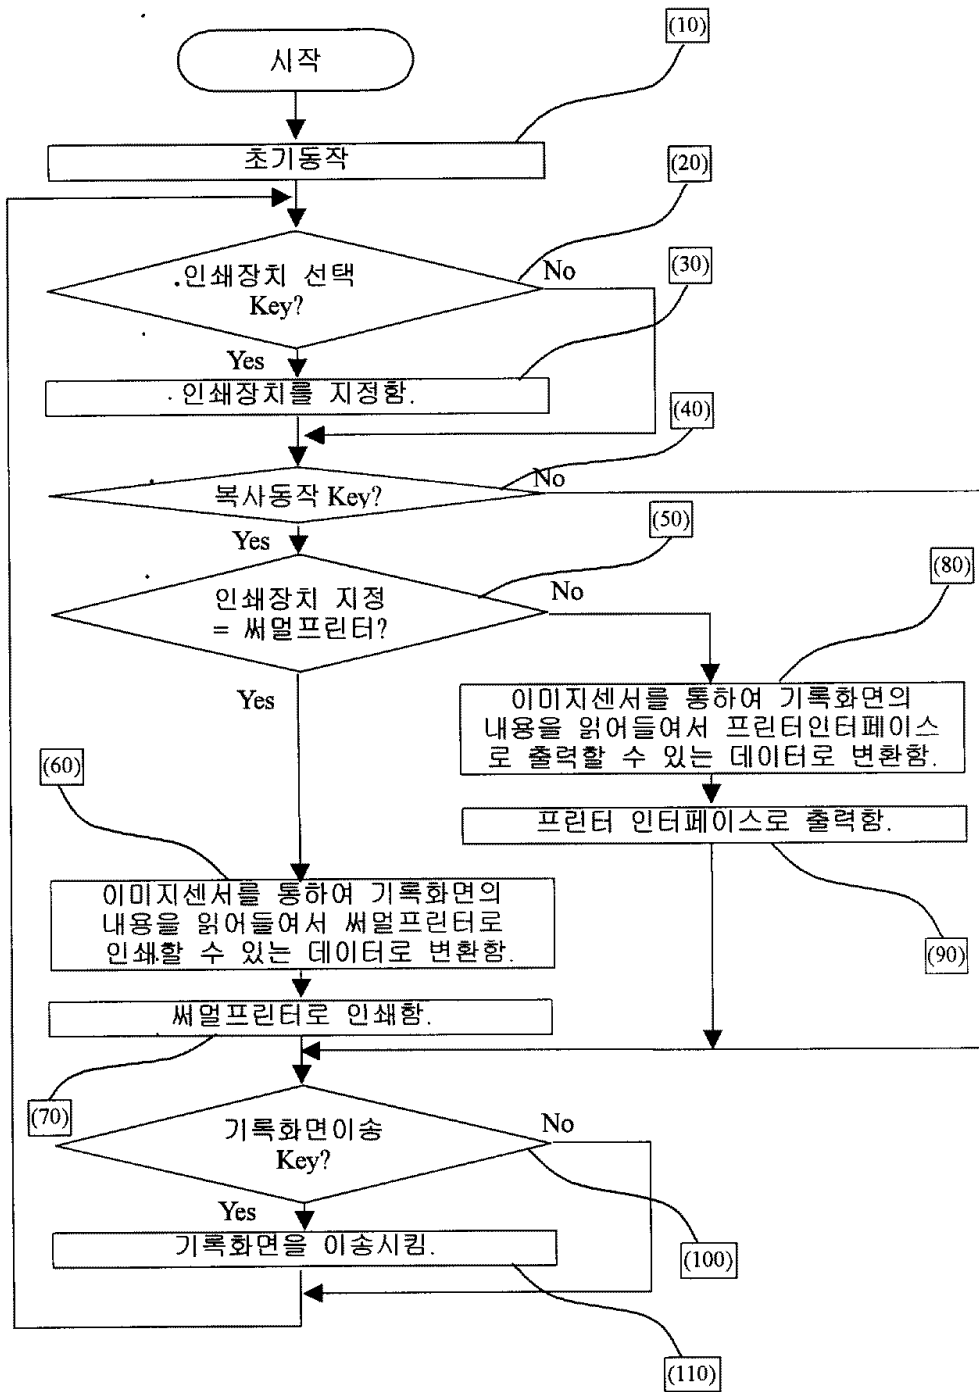 (10)
시작
초기동작
(20)
인쇄장치 선택
Key?
No
(30)
Yes
인쇄장치를 지정함.
(40)
복사동작 Key?
No
Yes
(50)
인쇄장치 지정
= 써멀프린터?
No
(80)
Yes
이미지센서를 통하여 기록화면의
내용을 읽어들여서 프린터인터페이스
로 출력할 수 있는 데이터로 변환함.
(60)
프린터 인터페이스로 출력함.
이미지센서를 통하여 기록화면의
내용을 읽어들여서 써멀프린터로
인쇄할 수 있는 데이터로 변환함.
(90)
써멀프린터로 인쇄함.
(70)
기록화면이송
Key?
No
Yes
기록화면을 이송시킴.
(100)
(110)